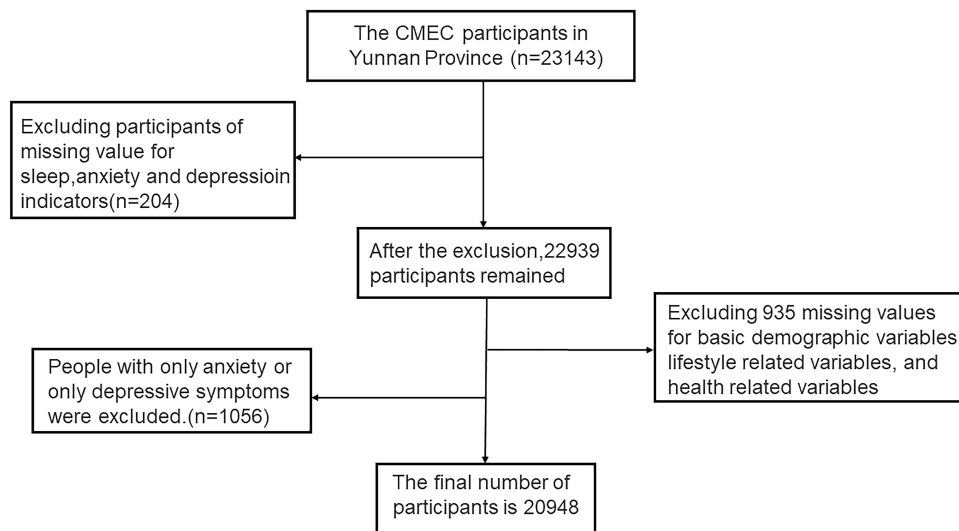 The CMEC participants in
Yunnan Province (n=23143)
Excluding participants of
missing value for
sleep,anxiety and depressioin
indicators(n=204)
After the exclusion,22939
participants remained
Excluding 935 missing values
for basic demographic variables
lifestyle related variables, and
health related variables
People with only anxiety or
only depressive symptoms
were excluded.(n=1056)
The final number of
participants is 20948